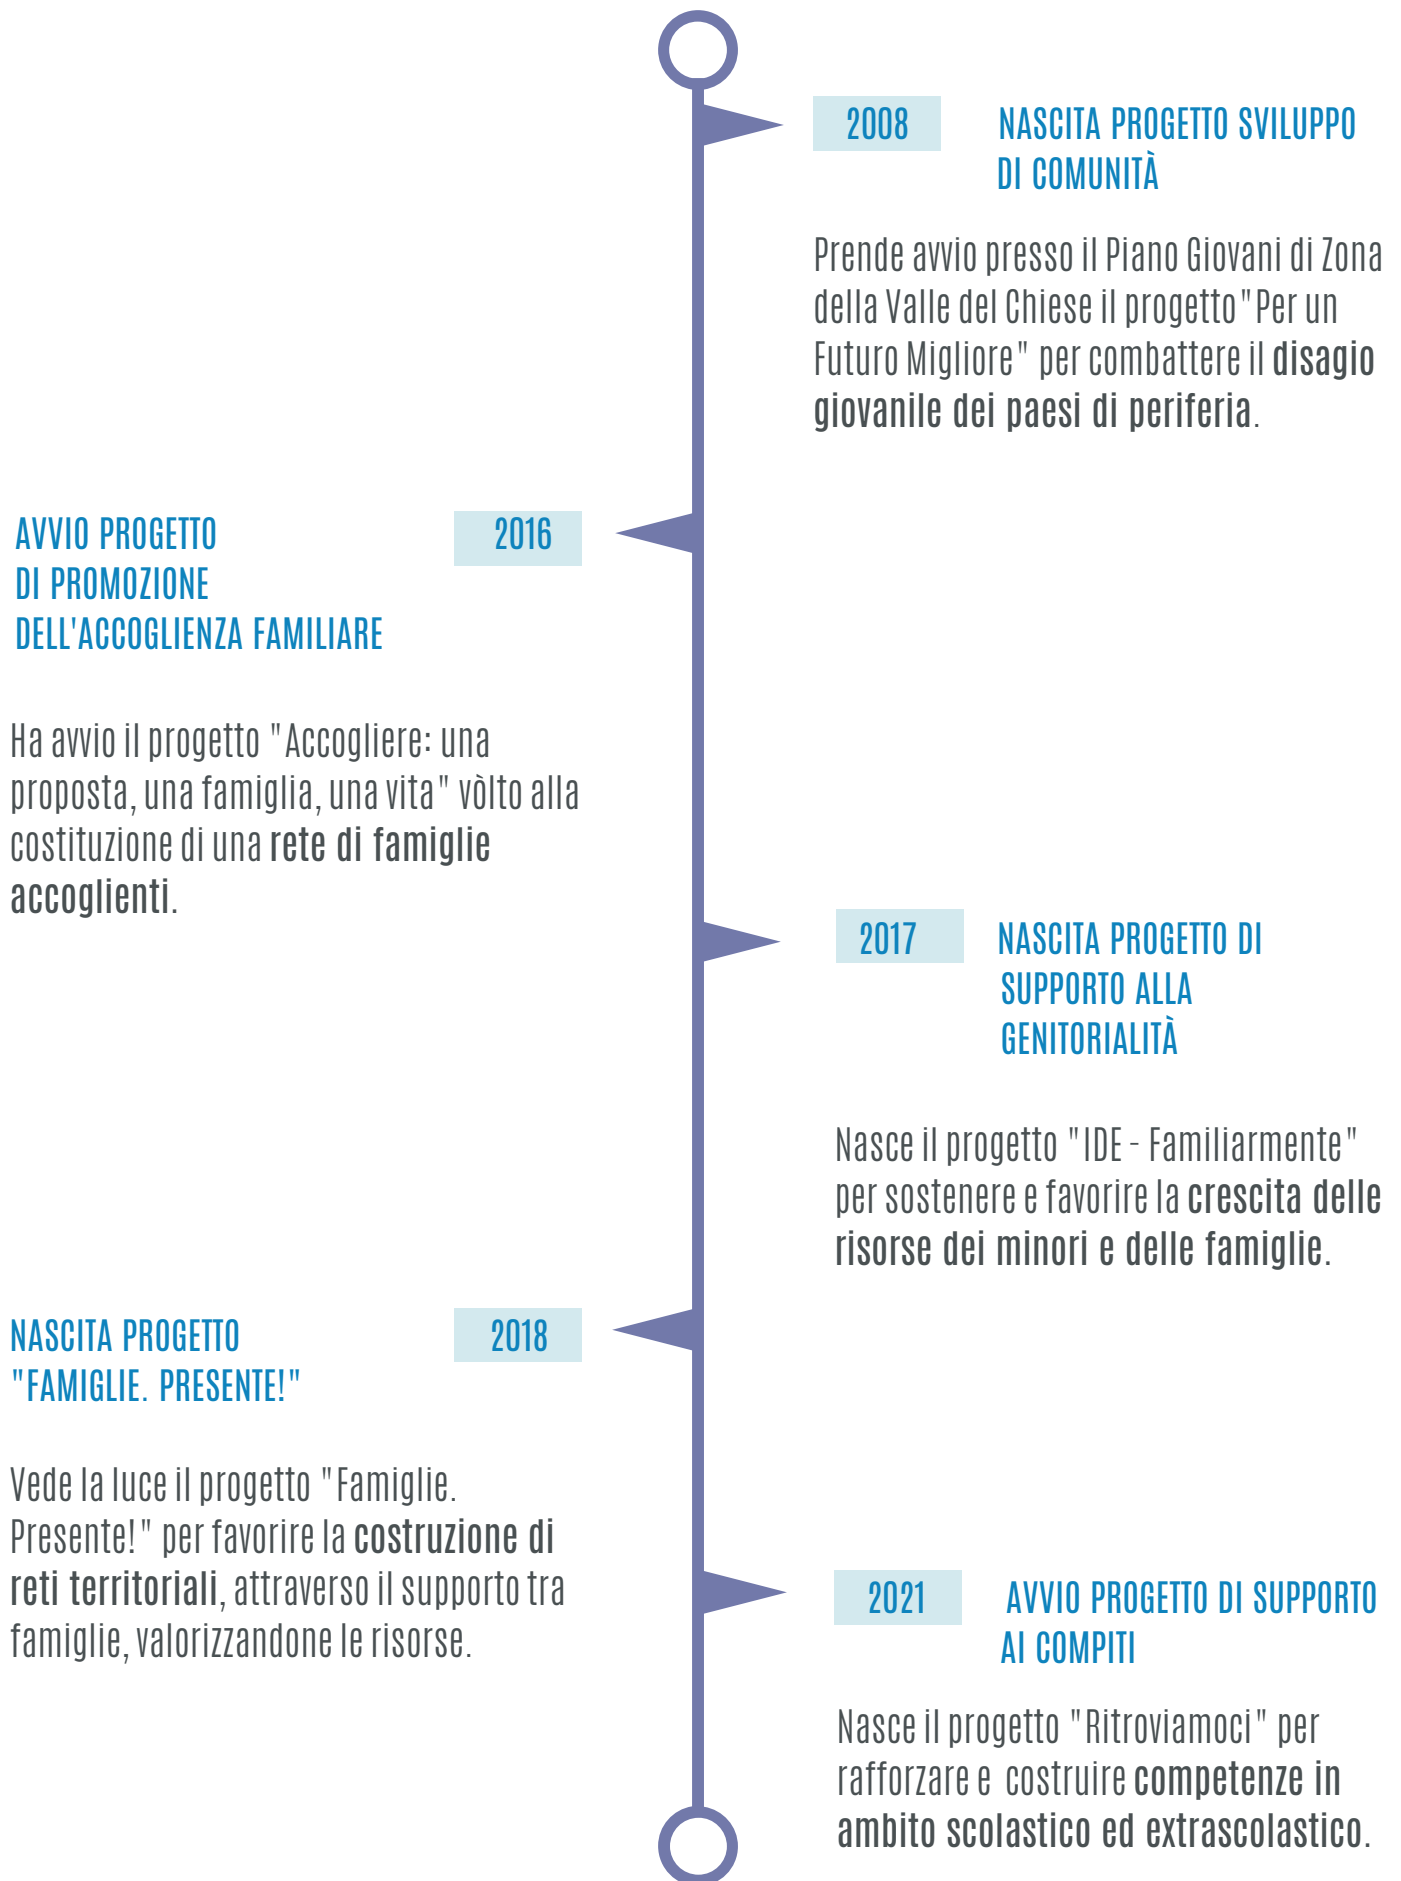 2008
NASCITA PROGETTO SVILUPPO
DI COMUNITÀ
Prende avvio presso il Piano Giovani di Zona
della Valle del Chiese il progetto "Per un
Futuro Migliore" per combattere il disagio
giovanile dei paesi di periferia.
AVVIO PROGETTO
DI PROMOZIONE
DELL'ACCOGLIENZA FAMILIARE
2016
Ha avvio il progetto "Accogliere: una
proposta, una famiglia, una vita" vòlto alla
costituzione di una rete di famiglie
accoglienti.
2017
NASCITA PROGETTO DI
SUPPORTO ALLA
GENITORIALITÀ
Nasce il progetto "IDE - Familiarmente"
per sostenere e favorire la crescita delle
risorse dei minori e delle famiglie.
NASCITA PROGETTO
"FAMIGLIE. PRESENTE!"
2018
Vede la luce il progetto "Famiglie.
Presente!" per favorire la costruzione di
reti territoriali, attraverso il supporto tra
famiglie, valorizzandone le risorse.
2021
AVVIO PROGETTO DI SUPPORTO
AI COMPITI
Nasce il progetto "Ritroviamoci" per
rafforzare e costruire competenze in
ambito scolastico ed extrascolastico.